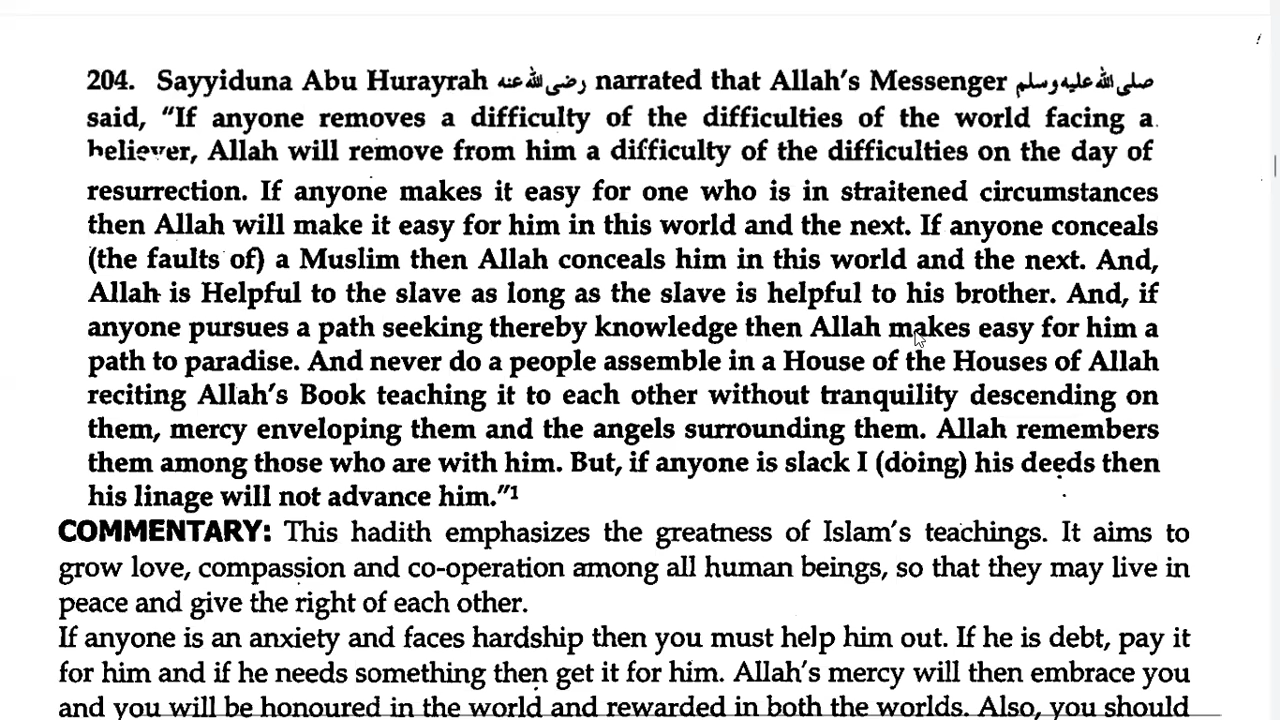 204. Sayyiduna Abu Hurayrah رضی اللہ عنہ narrated that Allah's Messenger صلی اللہ علیہ وسلم
said, "If anyone removes a difficulty of the difficulties of the world facing a
believer, Allah will remove from him a difficulty of the difficulties on the day of
resurrection. If anyone makes it easy for one who is in straitened circumstances
then Allah will make it easy for him in this world and the next. If anyone conceals
(the faults of) a Muslim then Allah conceals him in this world and the next. And,
Allah is Helpful to the slave as long as the slave is helpful to his brother. And, if
anyone pursues a path seeking thereby knowledge then Allah makes easy for him a
path to paradise. And never do a people assemble in a House of the Houses of Allah
reciting Allah's Book teaching it to each other without tranquility descending on
them, mercy enveloping them and the angels surrounding them. Allah remembers
them among those who are with him. But, if anyone is slack I (doing) his deeds then
his linage will not advance him."1
COMMENTARY: This hadith emphasizes the greatness of Islam's teachings. It aims to
grow love, compassion and co-operation among all human beings, so that they may live in
peace and give the right of each other.
If anyone is an anxiety and faces hardship then you must help him out. If he is debt, pay it
for him and if he needs something then get it for him. Allah's mercy will then embrace you
and you will be honoured in the world and rewarded in both the worlds. Also, you should